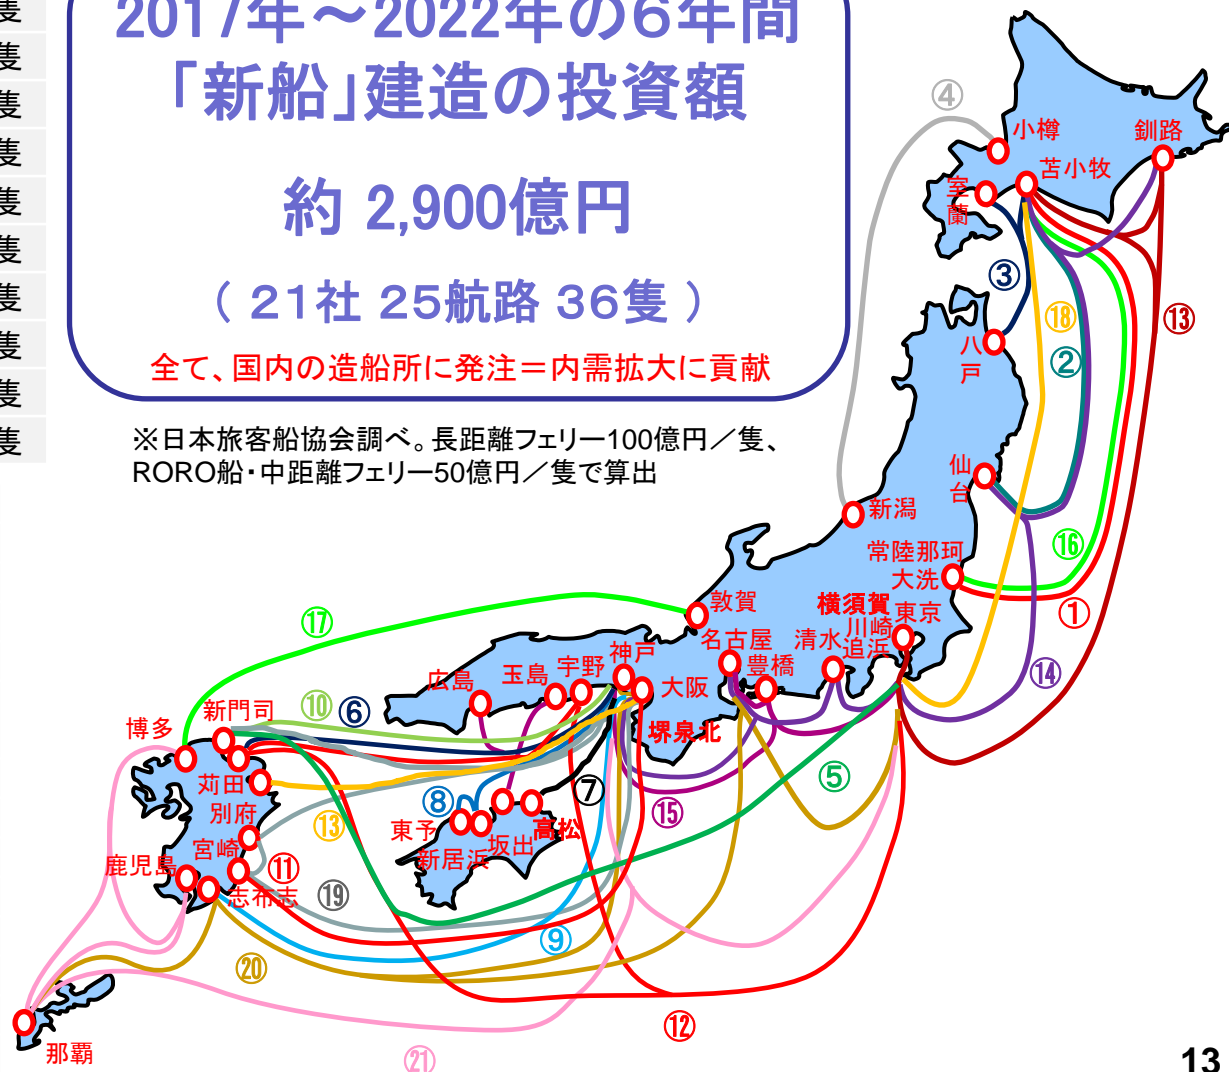 隻
隻
隻
隻
隻
隻
隻
隻
隻
隻
2017年～2022年の6年間
「新船」建造の投資額
約 2,900億円
（ 21社 25航路 36隻 ）
全て、国内の造船所に発注＝内需拡大に貢献
※日本旅客船協会調べ。長距離フェリー100億円／隻、
RORO船・中距離フェリー50億円／隻で算出
④
小樽
釧路
苫小牧
室蘭
③
⑱
⑬
八戸
②
仙台
新潟
⑯
常陸那珂
大洗
①
敦賀
横須賀
東京
川崎
追浜
⑰
名古屋
清水
神戸
豊橋
⑭
広島
玉島
宇野
大阪
⑩
⑥
新門司
博多
堺泉北
苅田
⑦
⑤
⑧
⑮
別府
⑬
東予
高松
宮崎
坂出
新居浜
鹿児島
⑪
志布志
⑲
⑨
⑳
⑫
那覇
㉑
13